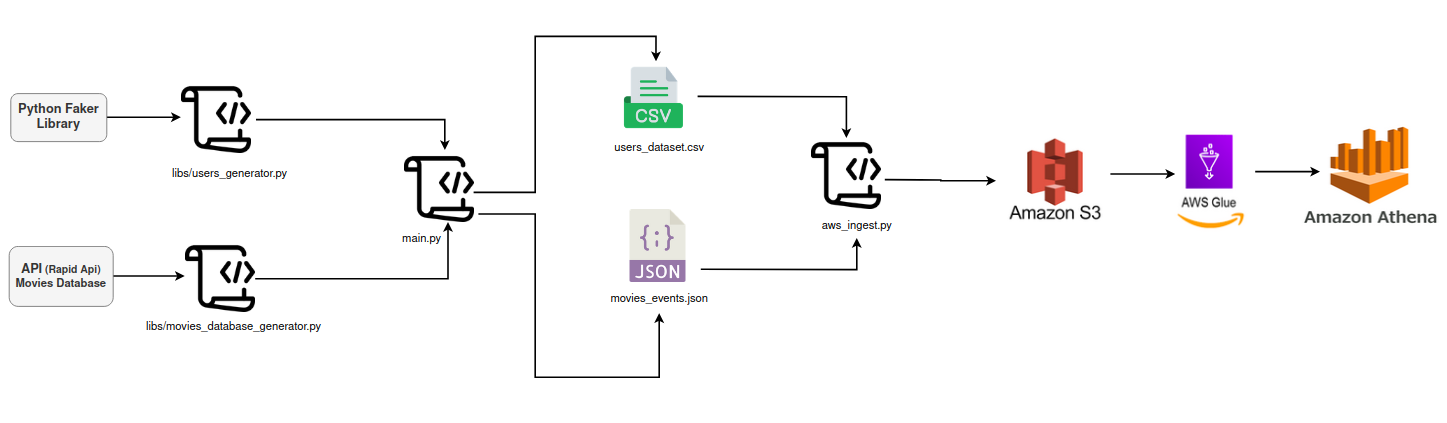 Python Faker
Library
</>
libs/users_generator.py
API (Rapid Api)
Movies Database
</>
libs/movies_database_generator.py
</>
main.py
CSV
users_dataset.csv
{;}
JSON
movies_events.json
</>
aws_ingest.py
Amazon S3
AWS Glue
Amazon Athena